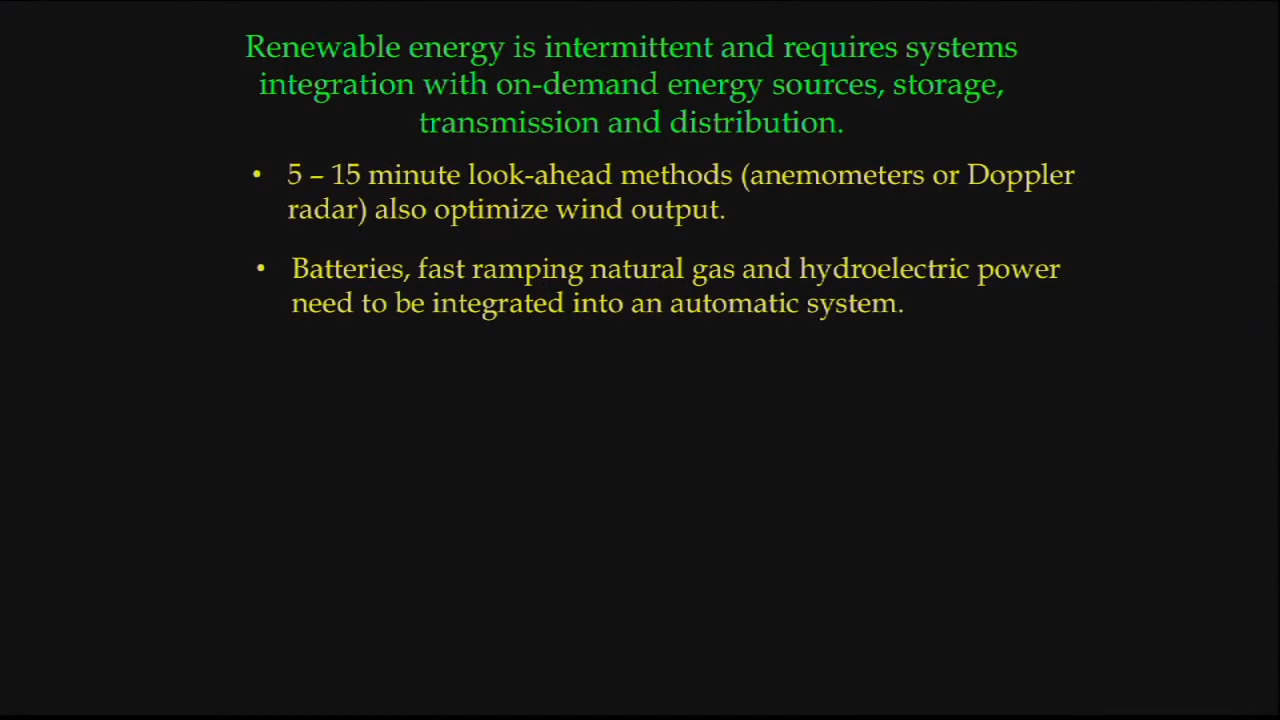 Renewable energy is intermittent and requires systems
integration with on-demand energy sources, storage,
transmission and distribution.
• 5 – 15 minute look-ahead methods (anemometers or Doppler
radar) also optimize wind output.
• Batteries, fast ramping natural gas and hydroelectric power
need to be integrated into an automatic system.